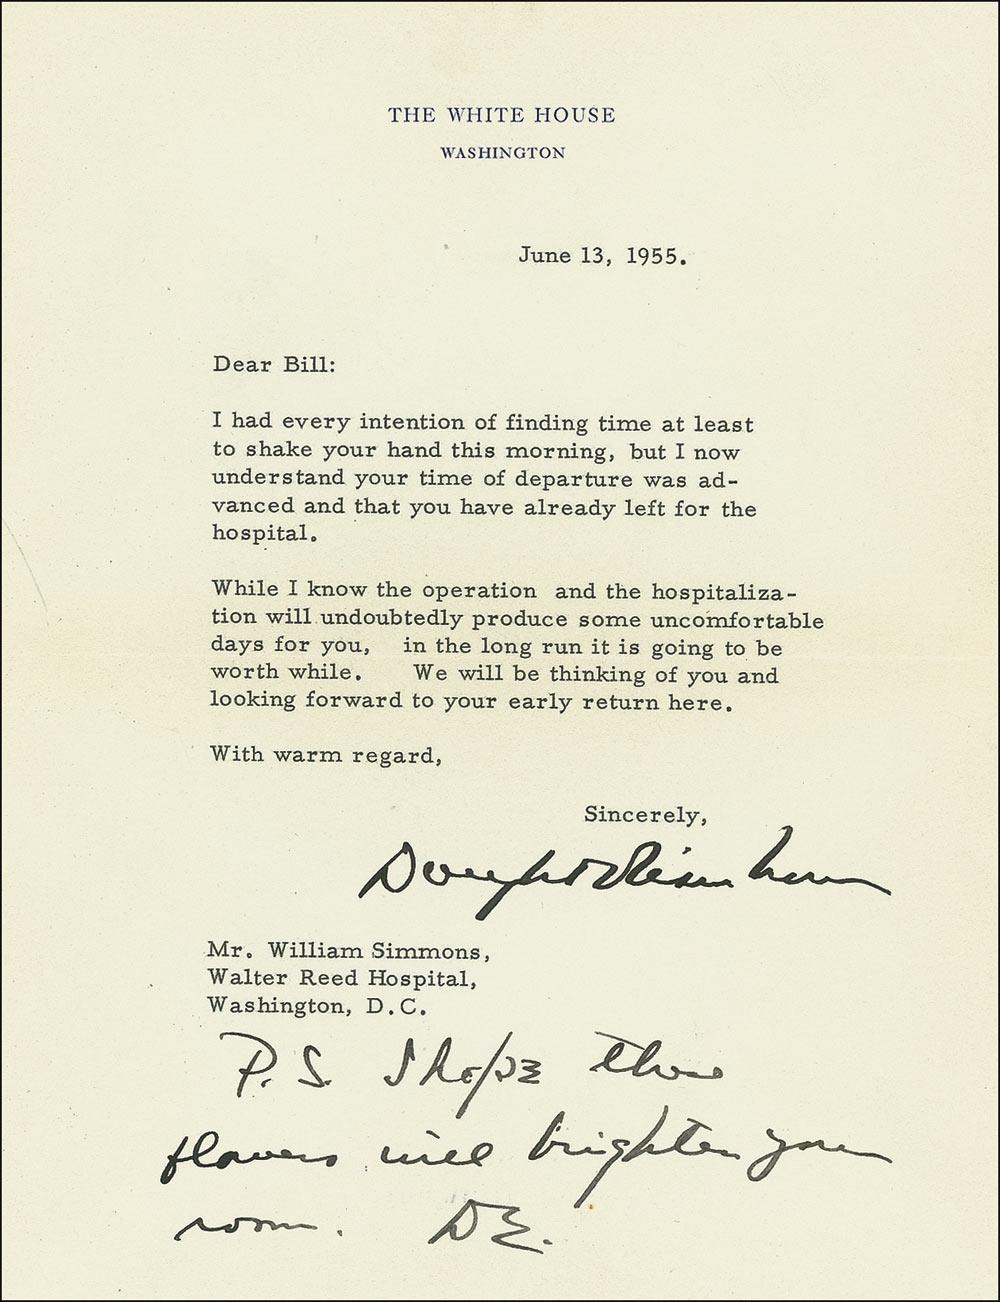 THE WHITE HOUSE
WASHINGTON
June 13, 1955.
Dear Bill:
I had every intention of finding time at least
to shake your hand this morning, but I now
understand your time of departure was ad-
vanced and that you have already left for the
hospital.
While I know the operation and the hospitaliza-
tion will undoubtedly produce some uncomfortable
days for you, in the long run it is going to be
worth while. We will be thinking of you and
looking forward to your early return here.
With warm regard,
Sincerely,
Dwight D Eisenhower
Mr. William Simmons,
Walter Reed Hospital,
Washington, D.C.
P.S. I hope these
flowers will brighten your
room. DE.